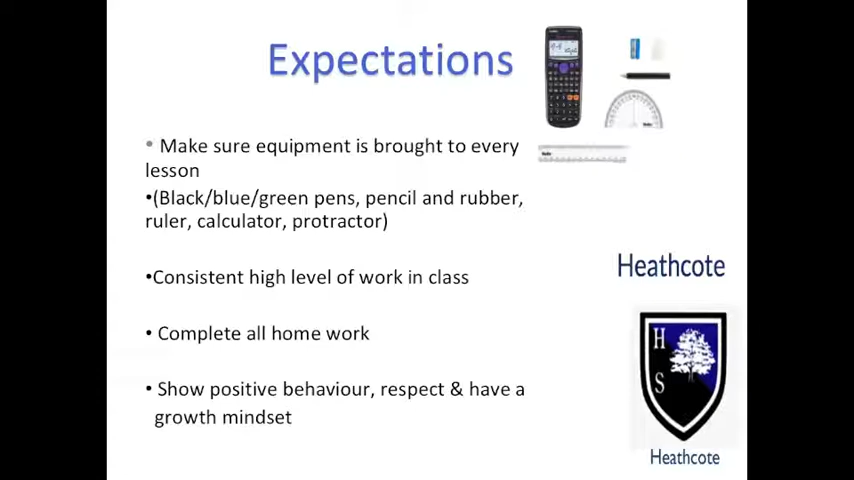 Expectations
• Make sure equipment is brought to every
lesson
•(Black/blue/green pens, pencil and rubber,
ruler, calculator, protractor)
•Consistent high level of work in class
• Complete all home work
• Show positive behaviour, respect & have a
growth mindset
Heathcote
H
S
Heathcote